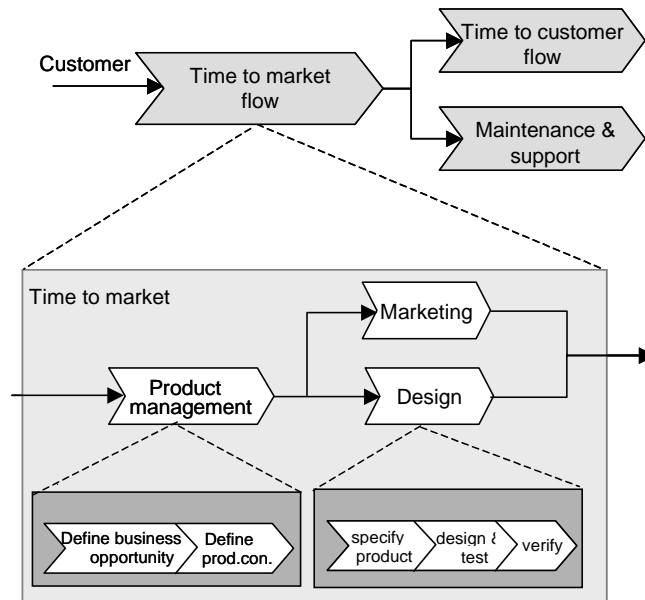 Customer
Time to market
flow
Time to customer
flow
Maintenance &
support
Time to market
Marketing
Product
management
Design
Define business
opportunity
Define
prod.con.
specify
product
design &
test
verify